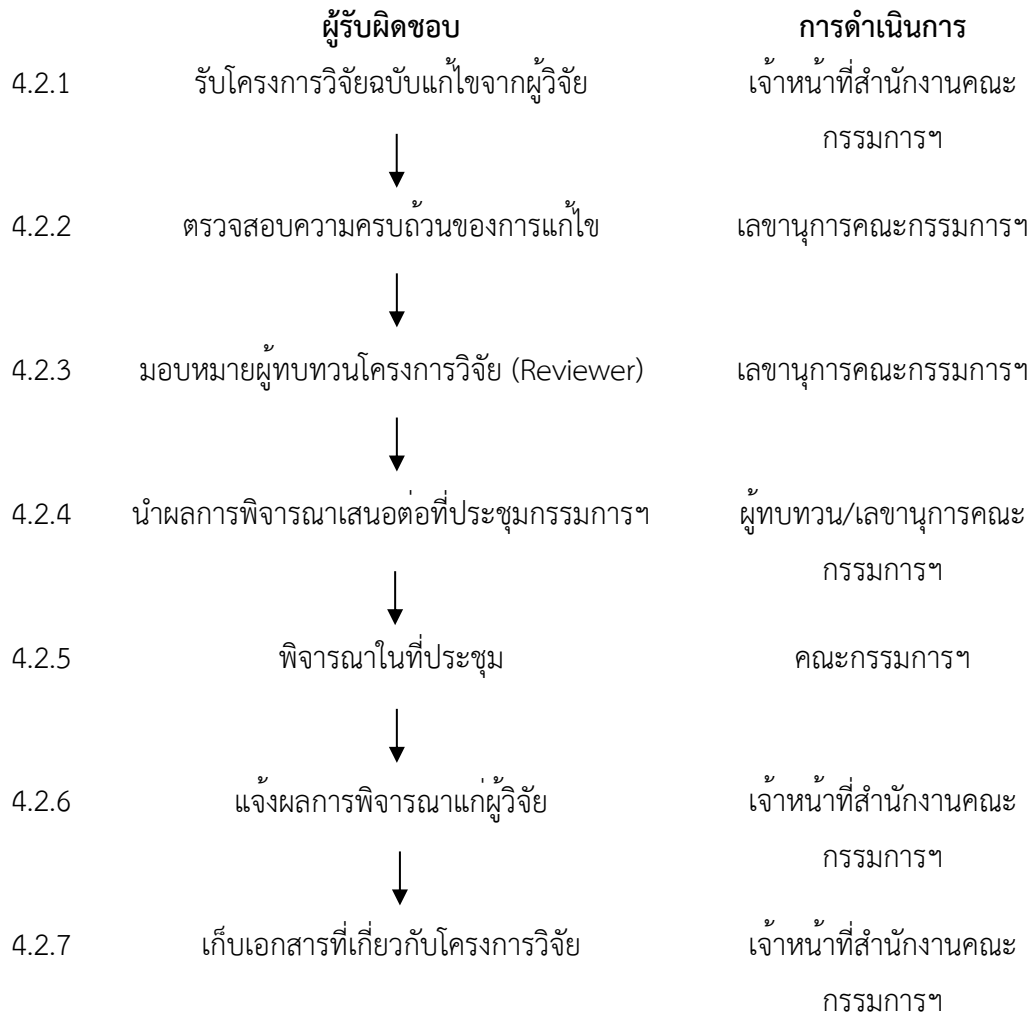 ผู้รับผิดชอบ การดำเนินการ
4.2.1 รับโครงการวิจัยฉบับแก้ไขจากผู้วิจัย เจ้าหน้าที่สำนักงานคณะ
กรรมการฯ
4.2.2 ตรวจสอบความครบถ้วนของการแก้ไข เลขานุการคณะกรรมการฯ
4.2.3 มอบหมายผู้ทบทวนโครงการวิจัย (Reviewer) เลขานุการคณะกรรมการฯ
4.2.4 นำผลการพิจารณาเสนอต่อที่ประชุมกรรมการฯ ผู้ทบทวน/เลขานุการคณะ
กรรมการฯ
4.2.5 พิจารณาในที่ประชุม คณะกรรมการฯ
4.2.6 แจ้งผลการพิจารณาแก่ผู้วิจัย เจ้าหน้าที่สำนักงานคณะ
กรรมการฯ
4.2.7 เก็บเอกสารที่เกี่ยวกับโครงการวิจัย เจ้าหน้าที่สำนักงานคณะ
กรรมการฯ